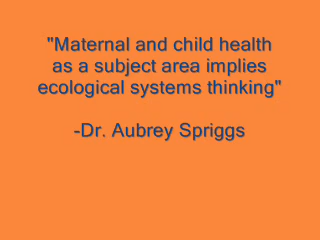 "Maternal and child health
as a subject area implies
ecological systems thinking"
-Dr. Aubrey Spriggs